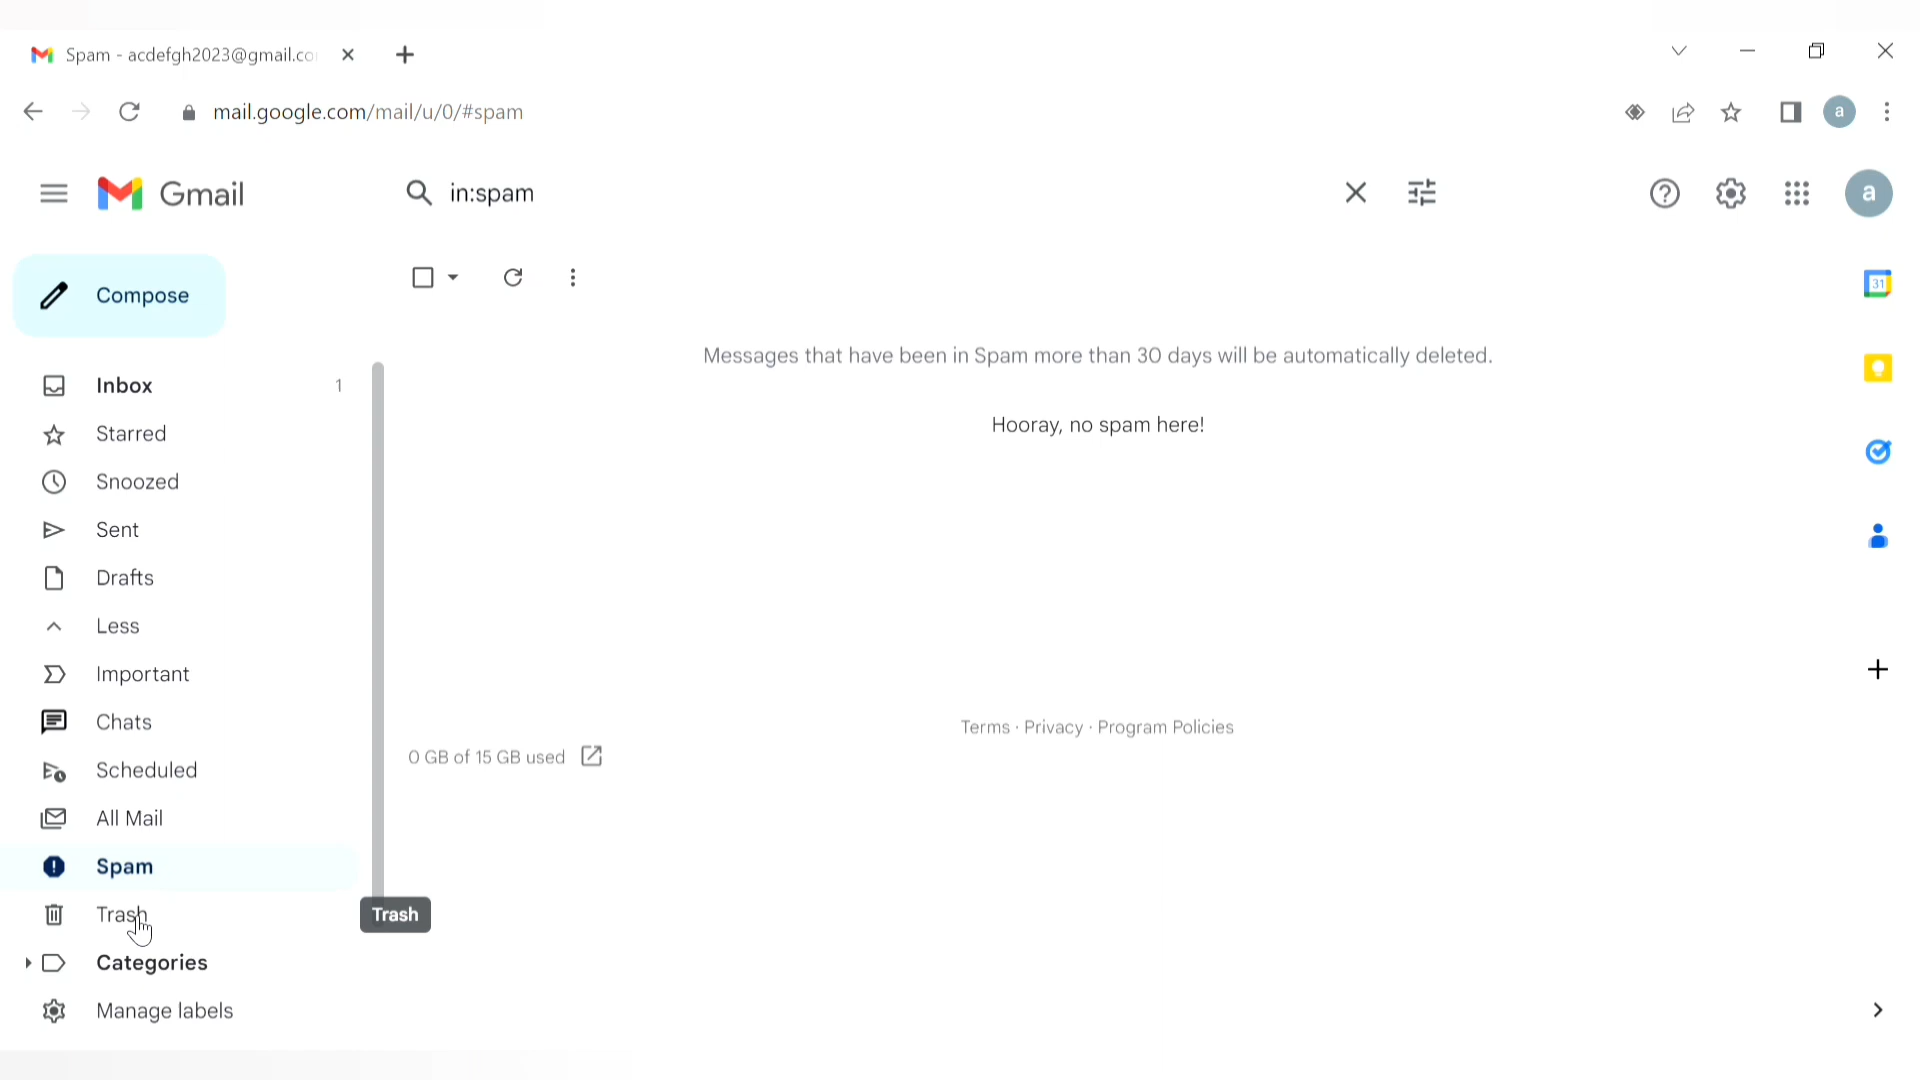 Spam - acdefgh2023@gmail.co
mail.google.com/mail/u/0/#spam
Gmail
in:spam
a
a
Compose
31
Messages that have been in Spam more than 30 days will be automatically deleted.
Hooray, no spam here!
Inbox 1
Starred
Snoozed
Sent
Drafts
Less
Important
Chats
Scheduled
All Mail
Spam
Trash
Trash
Categories
Manage labels
Terms · Privacy · Program Policies
0 GB of 15 GB used